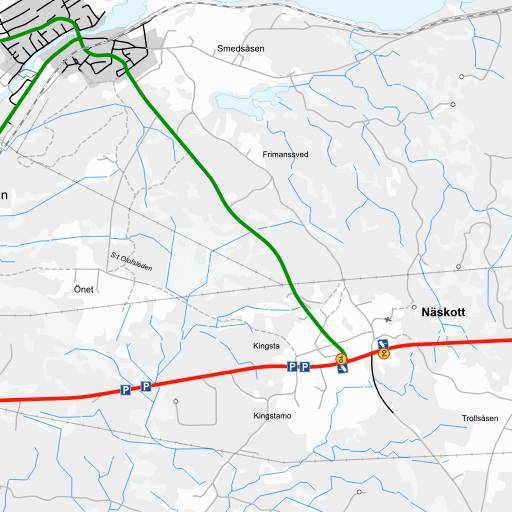 Smedsåsen
Frimanssved
n
S:t Olofsleden
Önet
Näskott
Kingsta
P P
P P
Kingstamo
Trollsåsen